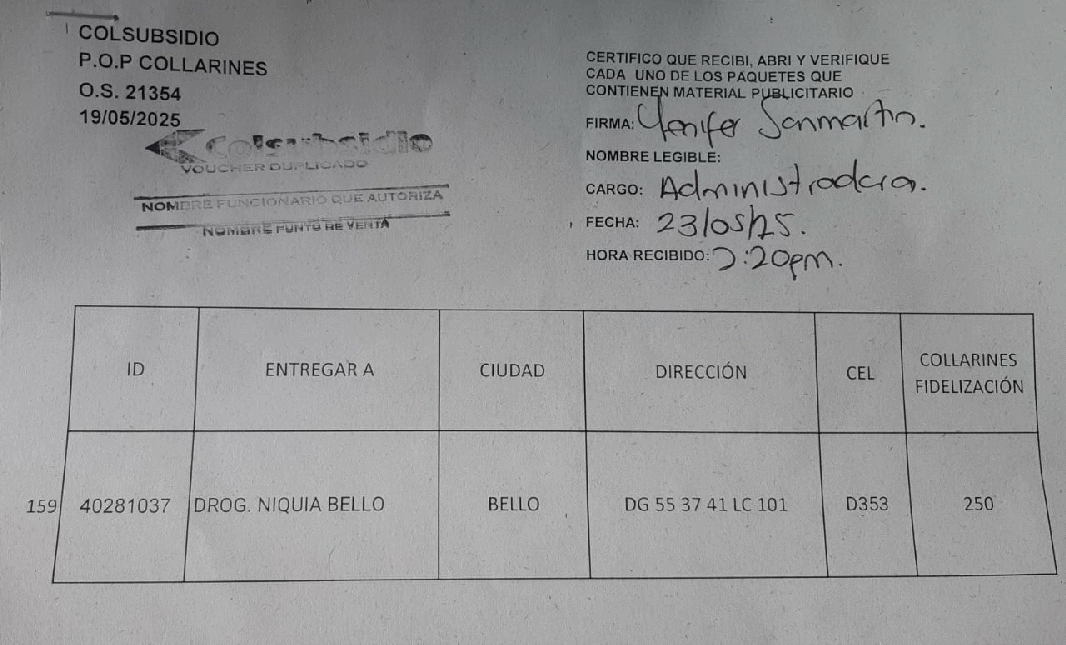 COLSUBSIDIO
P.O.P COLLARINES
O.S. 21354
19/05/2025
Colsubsidio
VOUCHER DUPLICADO
NOMBRE FUNCIONARIO QUE AUTORIZA
NOMBRE PUNTO DE VENTA
CERTIFICO QUE RECIBI, ABRI Y VERIFIQUE
CADA UNO DE LOS PAQUETES QUE
CONTIENEN MATERIAL PUBLICITARIO
FIRMA: Yenifer Sanmartin.
NOMBRE LEGIBLE:
CARGO: Administradora.
FECHA: 23/05/25.
HORA RECIBIDO: 2:20pm.
ID ENTREGAR A CIUDAD DIRECCIÓN CEL COLLARINES FIDELIZACIÓN
159 40281037 DROG. NIQUIA BELLO BELLO DG 55 37 41 LC 101 D353 250